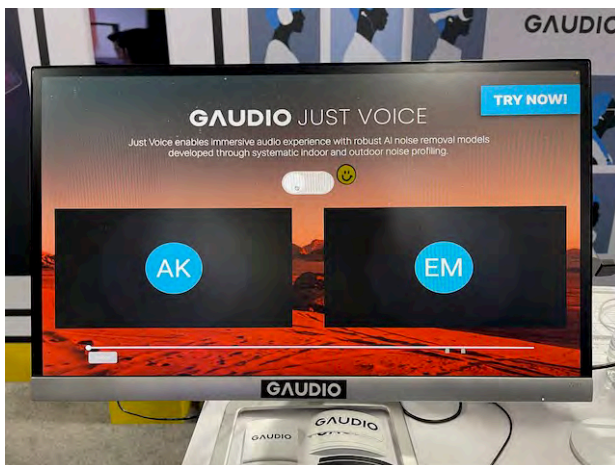 GAUDIO
TRY NOW!
GAUDIO JUST VOICE
Just Voice enables immersive audio experience with robust AI noise removal models
developed through systematic indoor and outdoor noise profiling.
AK
EM
GAUDIO
GAUDIO
GAUDIO